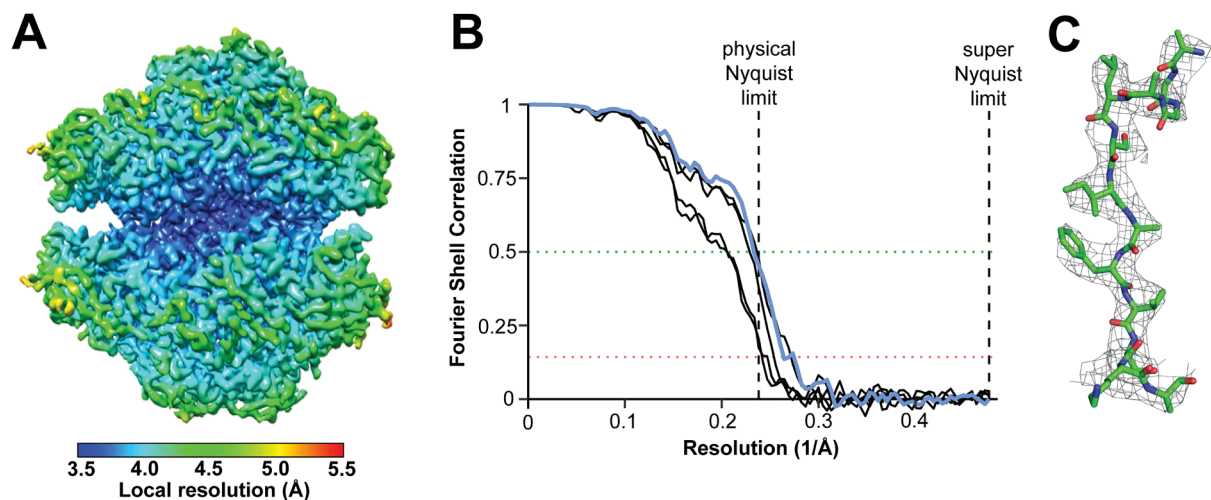 A
3.5 4.0 4.5 5.0 5.5
Local resolution (Å)
B
physical
Nyquist
limit
super
Nyquist
limit
Fourier Shell Correlation
1
0.75
0.5
0.25
0
0 0.1 0.2 0.3 0.4
Resolution (1/Å)
C